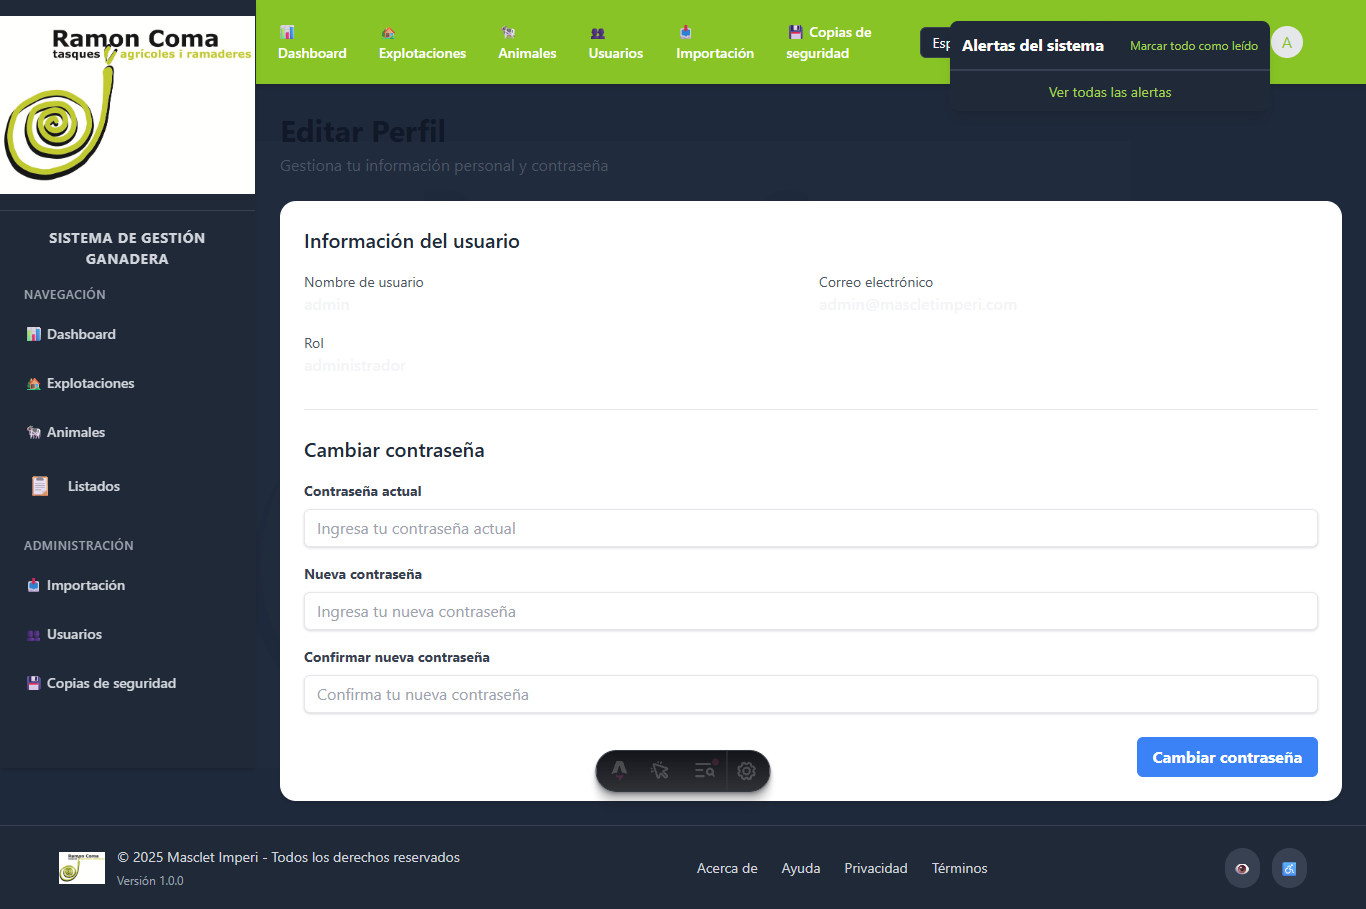 Ramon Coma
tasques agrícoles i ramaderes
SISTEMA DE GESTIÓN
GANADERA
NAVEGACIÓN
Dashboard
Explotaciones
Animales
Listados
ADMINISTRACIÓN
Importación
Usuarios
Copias de seguridad
Dashboard
Explotaciones
Animales
Usuarios
Importación
Copias de
seguridad
Esp
Alertas del sistema
Marcar todo como leído
Ver todas las alertas
A
Editar Perfil
Gestiona tu información personal y contraseña
Información del usuario
Nombre de usuario
admin
Correo electrónico
admin@mascletimperi.com
Rol
administrador
Cambiar contraseña
Contraseña actual
Ingresa tu contraseña actual
Nueva contraseña
Ingresa tu nueva contraseña
Confirmar nueva contraseña
Confirma tu nueva contraseña
Cambiar contraseña
Ramon Coma
© 2025 Masclet Imperi - Todos los derechos reservados
Versión 1.0.0
Acerca de
Ayuda
Privacidad
Términos